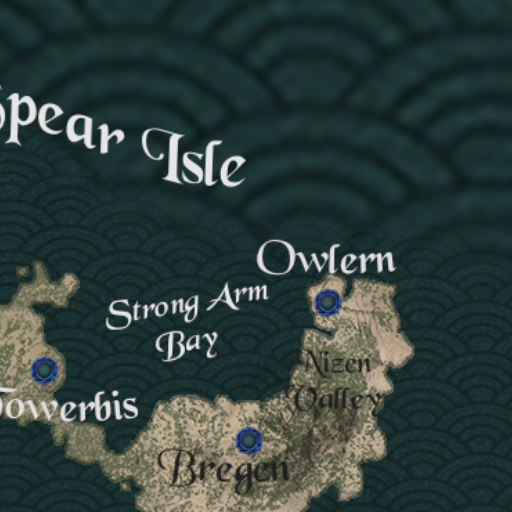 Spear Isle
Owlern
Strong Arm
Bay
Nizen
Valley
Towerbis
Bregen